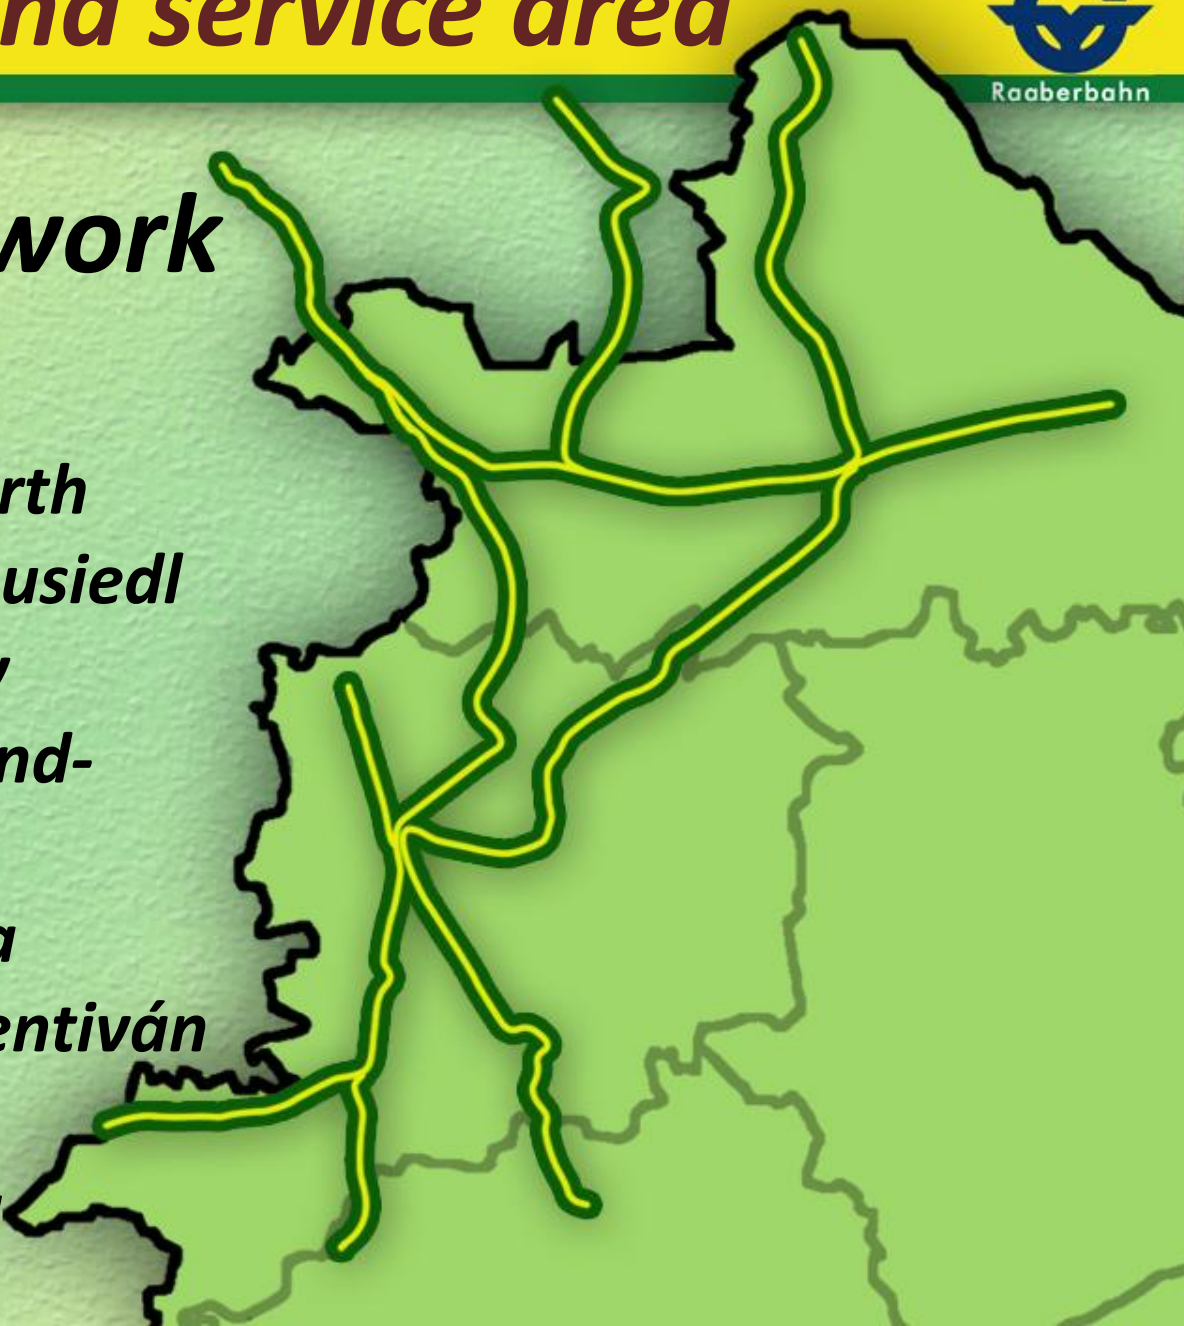 nd service area
Raaberbahn
work
rth
usiedl
nd-
a
entiván